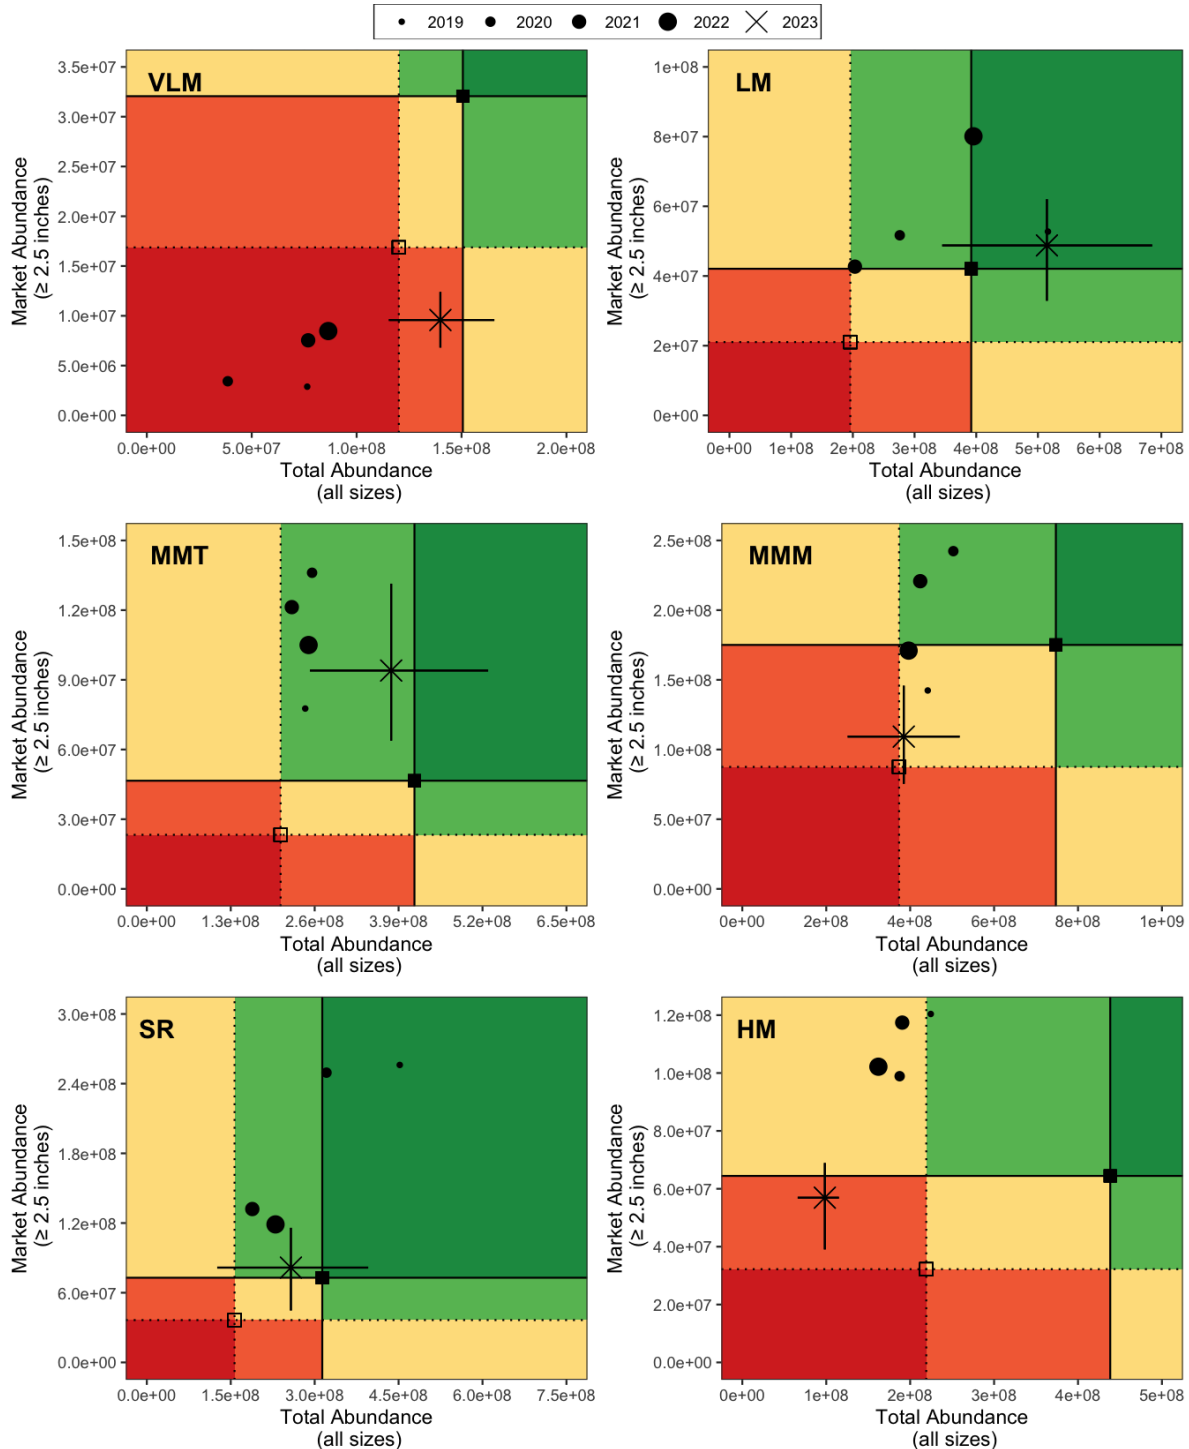 2019 2020 2021 2022 2023
VLM
3.5e+07
3.0e+07
2.5e+07
2.0e+07
1.5e+07
1.0e+07
5.0e+06
0.0e+00
Market Abundance
(≥ 2.5 inches)
0.0e+00 5.0e+07 1.0e+08 1.5e+08 2.0e+08
Total Abundance
(all sizes)
LM
1e+08
8e+07
6e+07
4e+07
2e+07
0e+00
Market Abundance
(≥ 2.5 inches)
0e+00 1e+08 2e+08 3e+08 4e+08 5e+08 6e+08 7e+08
Total Abundance
(all sizes)
MMT
1.5e+08
1.2e+08
9.0e+07
6.0e+07
3.0e+07
0.0e+00
Market Abundance
(≥ 2.5 inches)
0.0e+00 1.3e+08 2.6e+08 3.9e+08 5.2e+08 6.5e+08
Total Abundance
(all sizes)
MMM
2.5e+08
2.0e+08
1.5e+08
1.0e+08
5.0e+07
0.0e+00
Market Abundance
(≥ 2.5 inches)
0e+00 2e+08 4e+08 6e+08 8e+08 1e+09
Total Abundance
(all sizes)
SR
3.0e+08
2.4e+08
1.8e+08
1.2e+08
6.0e+07
0.0e+00
Market Abundance
(≥ 2.5 inches)
0.0e+00 1.5e+08 3.0e+08 4.5e+08 6.0e+08 7.5e+08
Total Abundance
(all sizes)
HM
1.2e+08
1.0e+08
8.0e+07
6.0e+07
4.0e+07
2.0e+07
0.0e+00
Market Abundance
(≥ 2.5 inches)
0e+00 1e+08 2e+08 3e+08 4e+08 5e+08
Total Abundance
(all sizes)